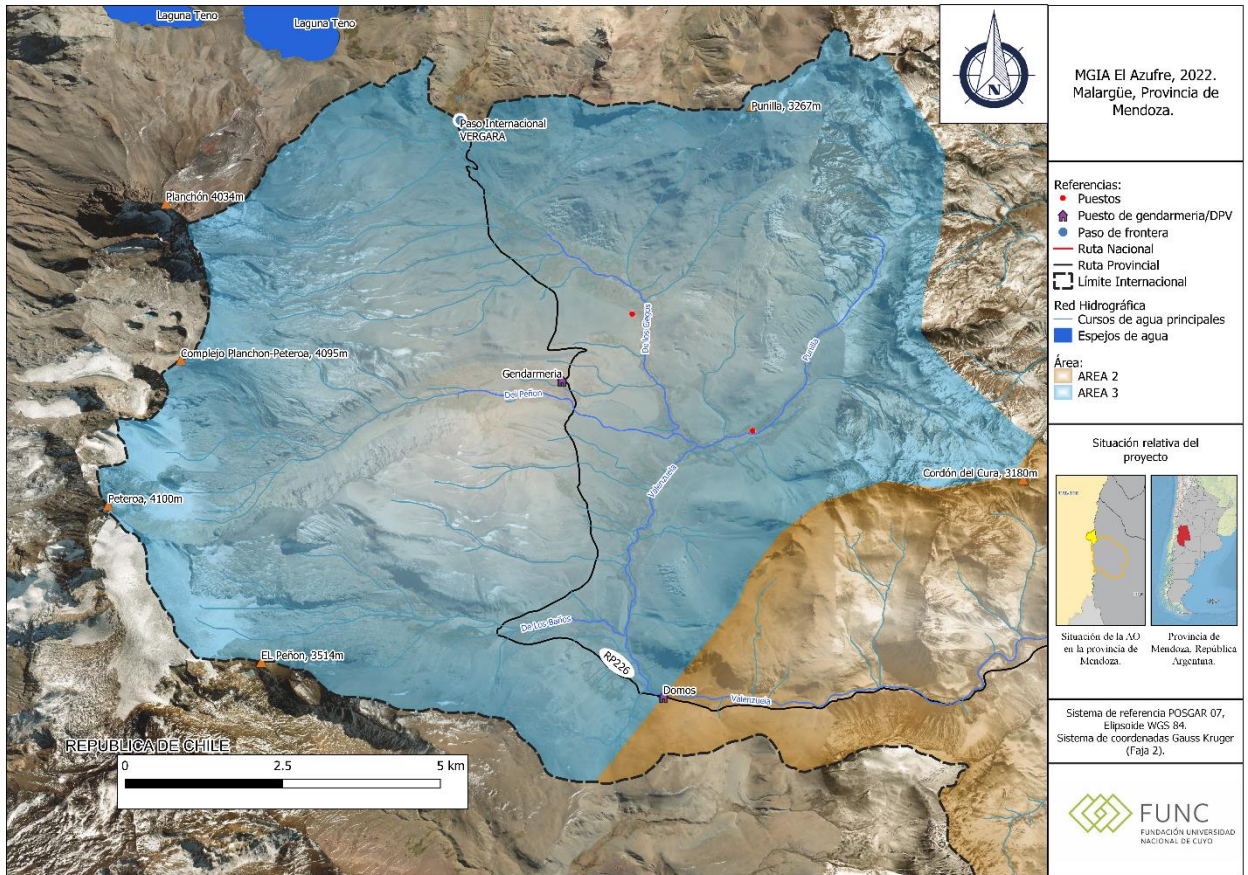 Laguna Teno
Laguna Teno
Punilla, 3267m
Paso Internacional
VERGARA
Planchón 4034m
De los Ciegos
Punilla
Complejo Planchon-Peteroa, 4095m
Gendarmeria
Del Peñon
Valenzuela
Cordón del Cura, 3180m
Peteroa, 4100m
De Los Baños
EL Peñon, 3514m
RP226
Domos
Valenzuela
REPUBLICA DE CHILE
0
2.5
5 km
N
MGIA El Azufre, 2022.
Malargüe, Provincia de
Mendoza.
Referencias:
Puestos
Puesto de gendarmeria/DPV
Paso de frontera
Ruta Nacional
Ruta Provincial
Límite Internacional
Red Hidrográfica
Cursos de agua principales
Espejos de agua
Área:
AREA 2
AREA 3
Situación relativa del
proyecto
Situación de la AO
en la provincia de
Mendoza.
Provincia de
Mendoza, República
Argentina.
Sistema de referencia POSGAR 07,
Elipsoide WGS 84.
Sistema de coordenadas Gauss Kruger
(Faja 2).
FUNC
FUNDACIÓN UNIVERSIDAD
NACIONAL DE CUYO